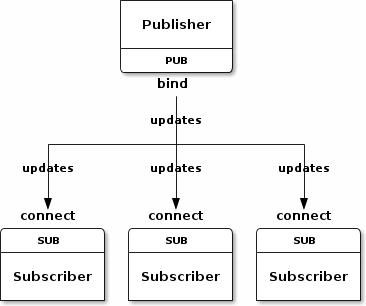 Publisher
PUB
bind
updates
updates updates updates
connect connect connect
SUB SUB SUB
Subscriber Subscriber Subscriber